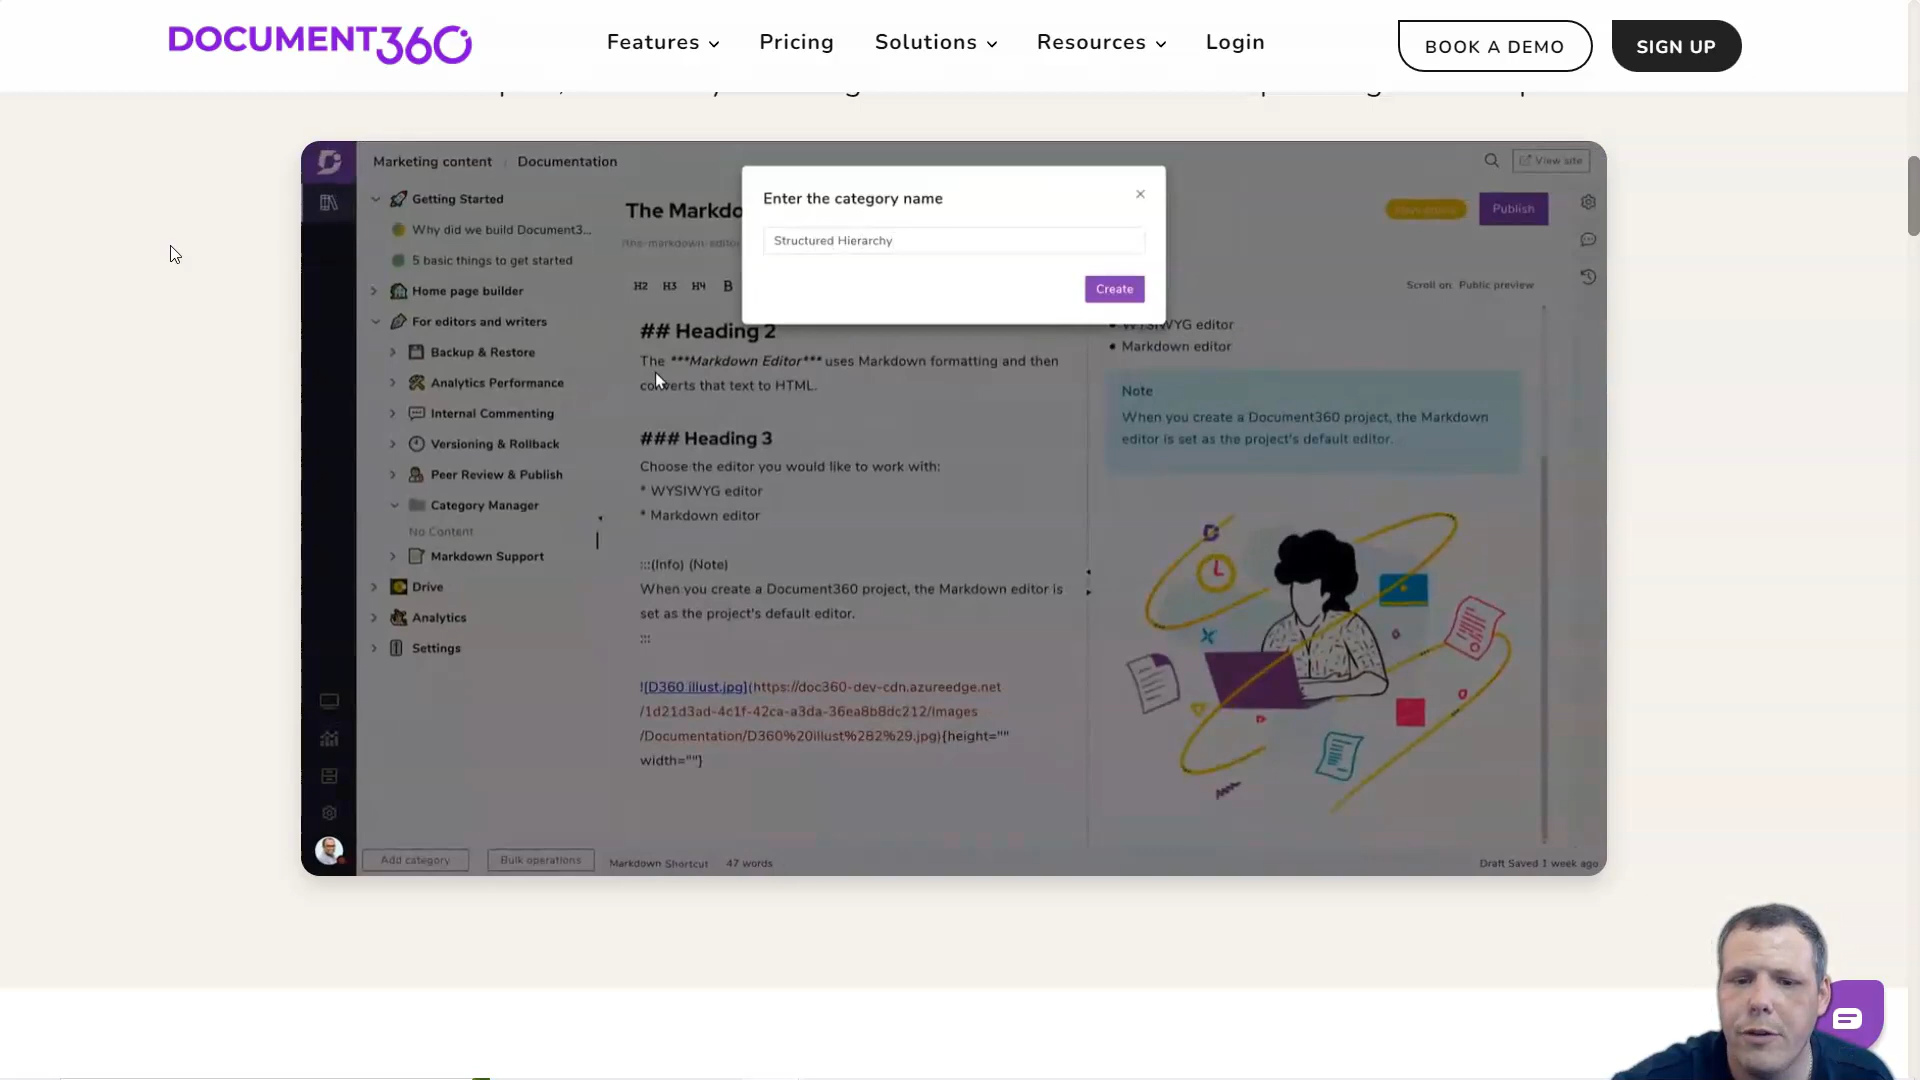 DOCUMENT360
Features
Pricing
Solutions
Resources
Login
BOOK A DEMO
SIGN UP
Marketing content
Documentation
View site
Getting Started
Why did we build Document3...
5 basic things to get started
Home page builder
For editors and writers
Backup & Restore
Analytics Performance
Internal Commenting
Versioning & Rollback
Peer Review & Publish
Category Manager
No Content
Markdown Support
Drive
Analytics
Settings
Add category
Bulk operations
The Markdo
/the-markdown-editor
Publish
Enter the category name
Structured Hierarchy
Create
H2 H3 H4 B
Scroll on Public preview
## Heading 2
The ***Markdown Editor*** uses Markdown formatting and then
converts that text to HTML.
### Heading 3
Choose the editor you would like to work with:
* WYSIWYG editor
* Markdown editor
:::(Info) (Note)
When you create a Document360 project, the Markdown editor is
set as the project's default editor.
:::
![D360 illust.jpg](https://doc360-dev-cdn.azureedge.net
/1d21d3ad-4c1f-42ca-a3da-36ea8b8dc212/Images
/Documentation/D360%20illust%282%29.jpg){height=""
width=""}
• WYSIWYG editor
• Markdown editor
Note
When you create a Document360 project, the Markdown
editor is set as the project's default editor.
Markdown Shortcut
47 words
Draft Saved 1 week ago